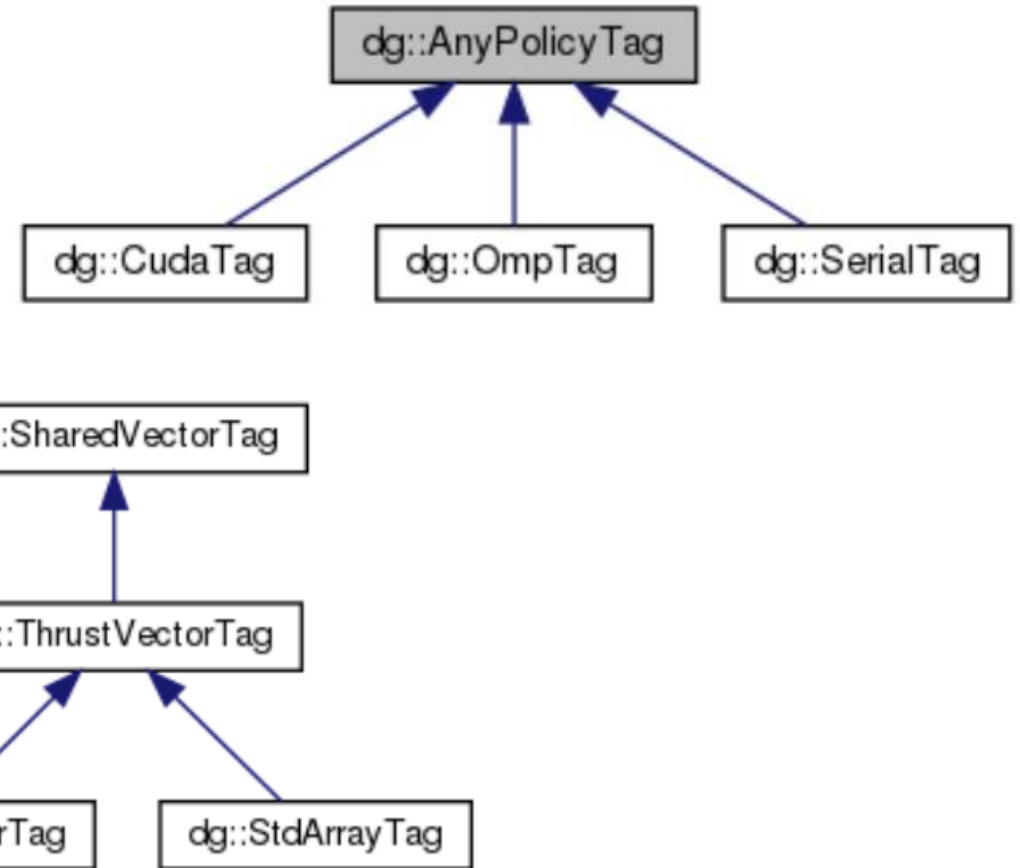 dg::AnyPolicyTag
dg::CudaTag dg::OmpTag dg::SerialTag
:SharedVectorTag
::ThrustVectorTag
rTag dg::StdArrayTag